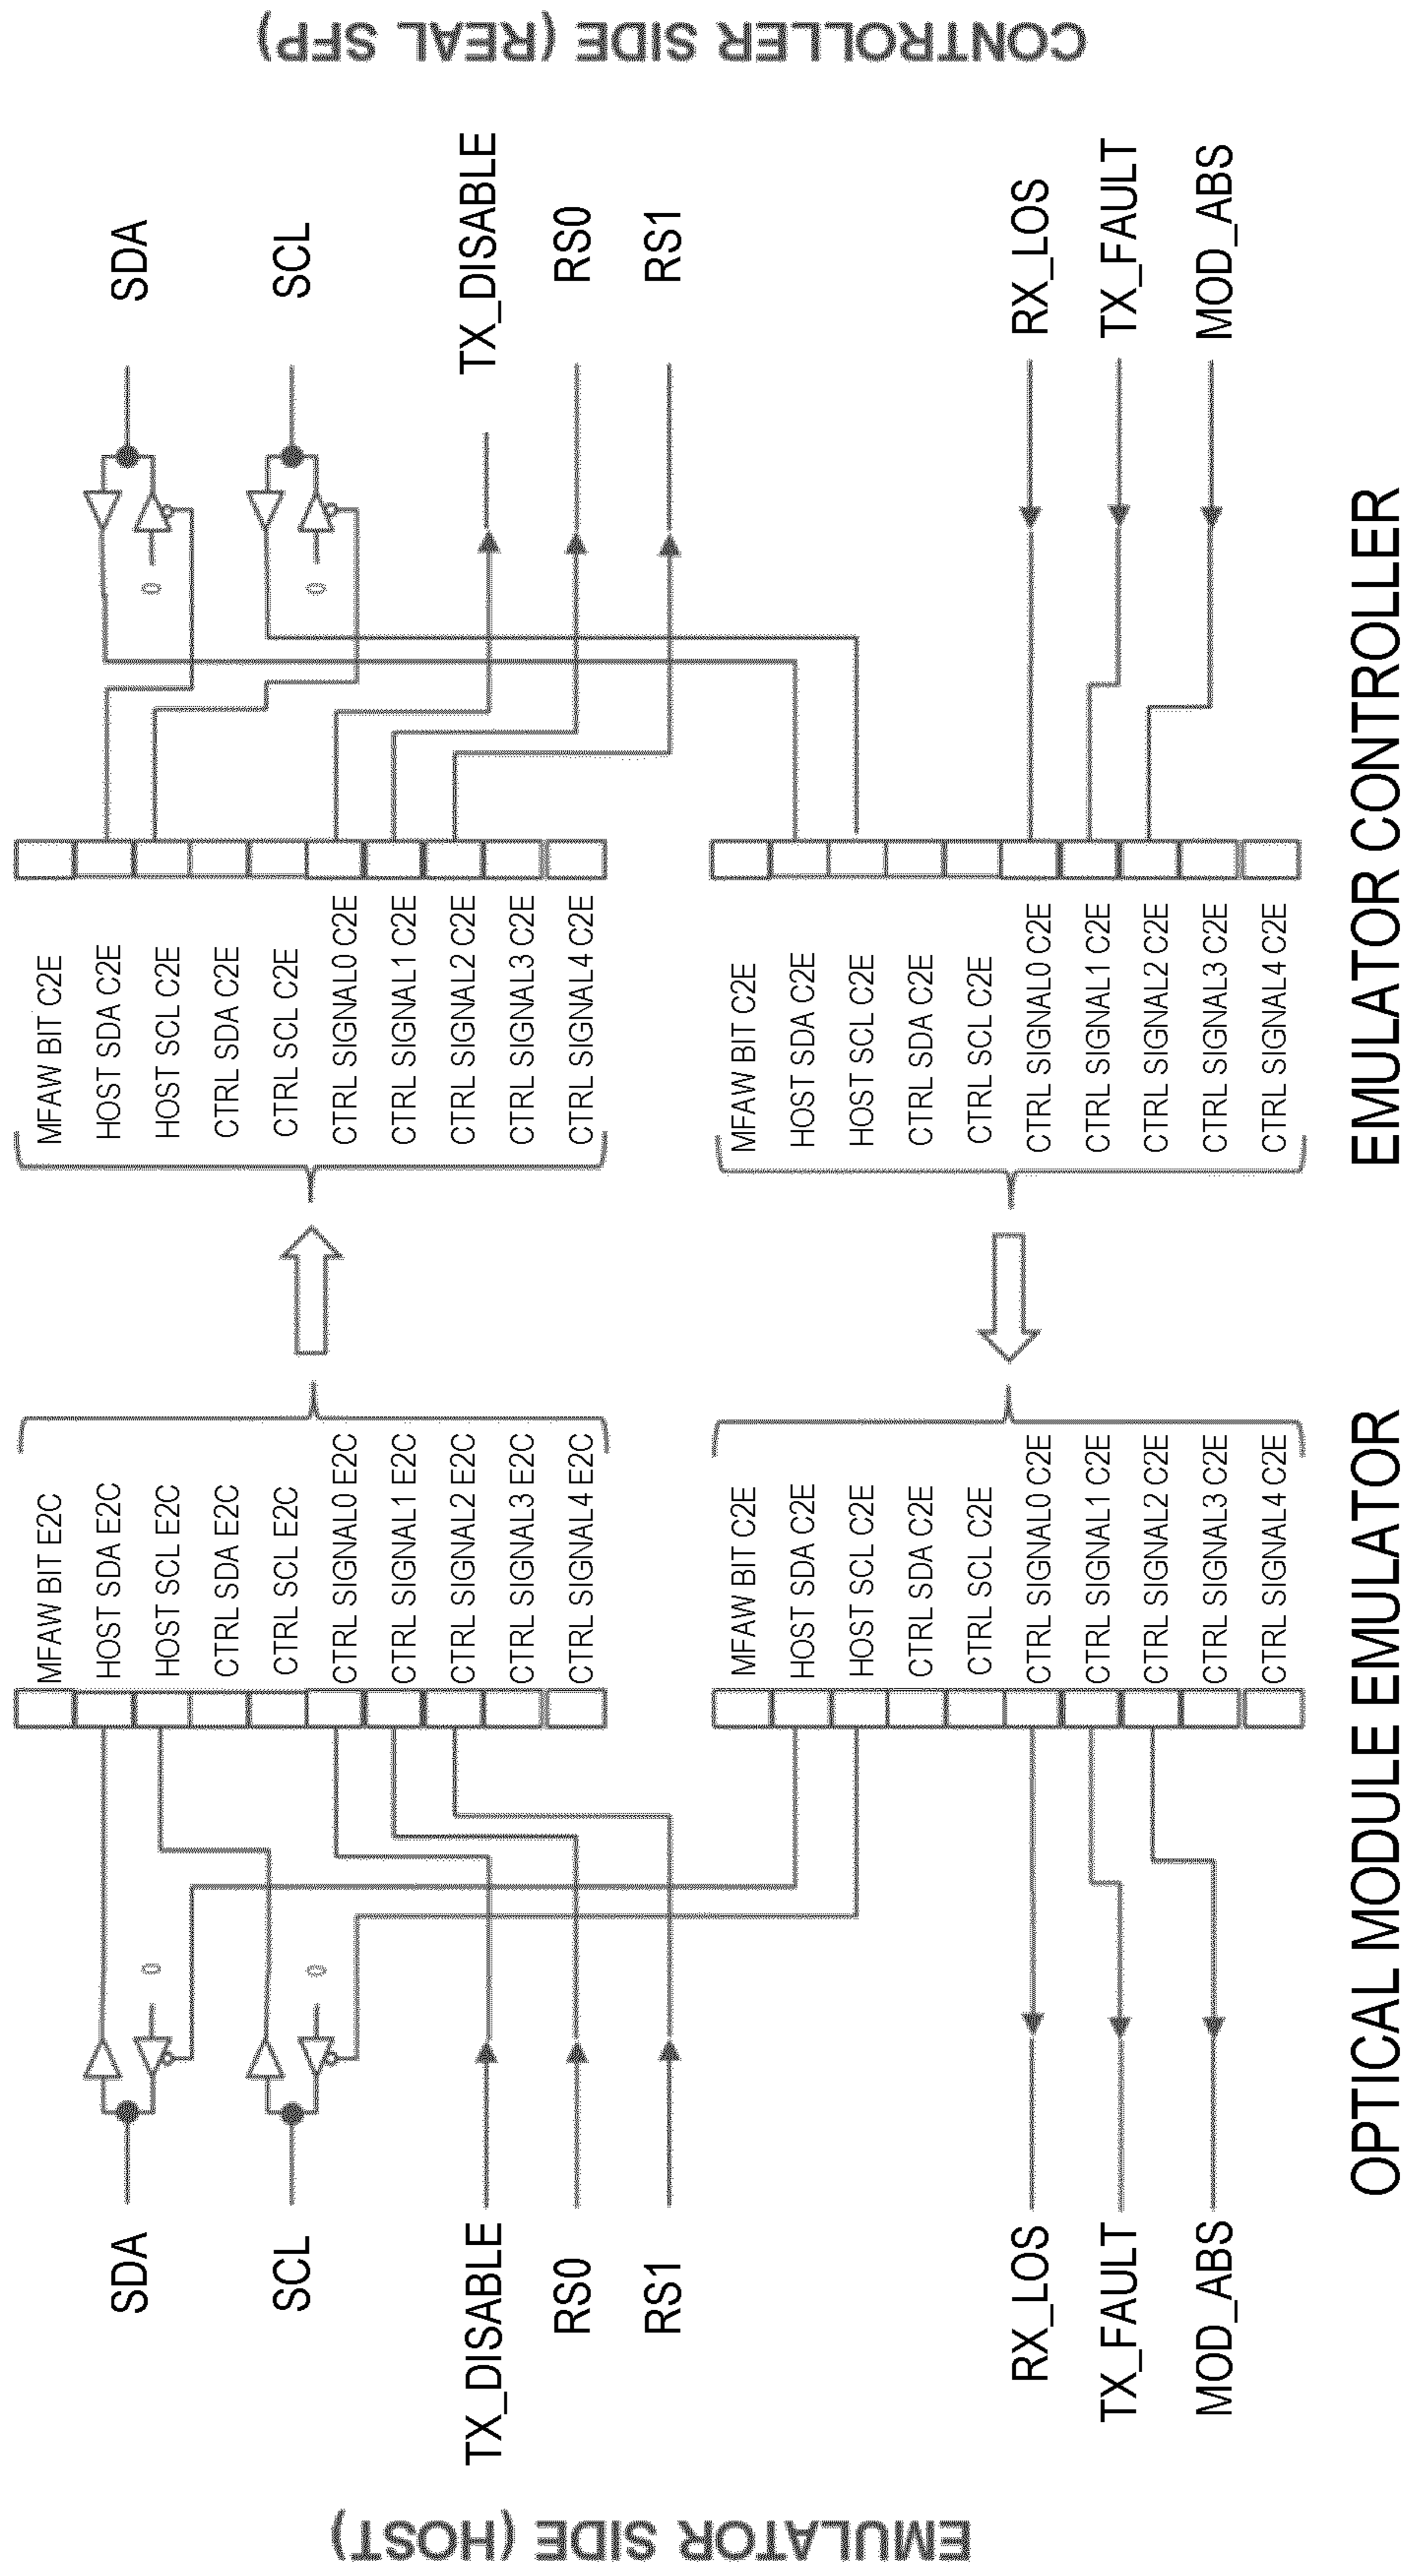 EMULATOR SIDE (HOST)
SDA
SCL
TX_DISABLE
RS0
RS1
RX_LOS
TX_FAULT
MOD_ABS
0
0
MFAW BIT E2C
HOST SDA E2C
HOST SCL E2C
CTRL SDA E2C
CTRL SCL E2C
CTRL SIGNAL0 E2C
CTRL SIGNAL1 E2C
CTRL SIGNAL2 E2C
CTRL SIGNAL3 E2C
CTRL SIGNAL4 E2C
MFAW BIT C2E
HOST SDA C2E
HOST SCL C2E
CTRL SDA C2E
CTRL SCL C2E
CTRL SIGNAL0 C2E
CTRL SIGNAL1 C2E
CTRL SIGNAL2 C2E
CTRL SIGNAL3 C2E
CTRL SIGNAL4 C2E
OPTICAL MODULE EMULATOR
MFAW BIT C2E
HOST SDA C2E
HOST SCL C2E
CTRL SDA C2E
CTRL SCL C2E
CTRL SIGNAL0 C2E
CTRL SIGNAL1 C2E
CTRL SIGNAL2 C2E
CTRL SIGNAL3 C2E
CTRL SIGNAL4 C2E
MFAW BIT C2E
HOST SDA C2E
HOST SCL C2E
CTRL SDA C2E
CTRL SCL C2E
CTRL SIGNAL0 C2E
CTRL SIGNAL1 C2E
CTRL SIGNAL2 C2E
CTRL SIGNAL3 C2E
CTRL SIGNAL4 C2E
EMULATOR CONTROLLER
0
0
SDA
SCL
TX_DISABLE
RS0
RS1
RX_LOS
TX_FAULT
MOD_ABS
CONTROLLER SIDE (REAL SFP)